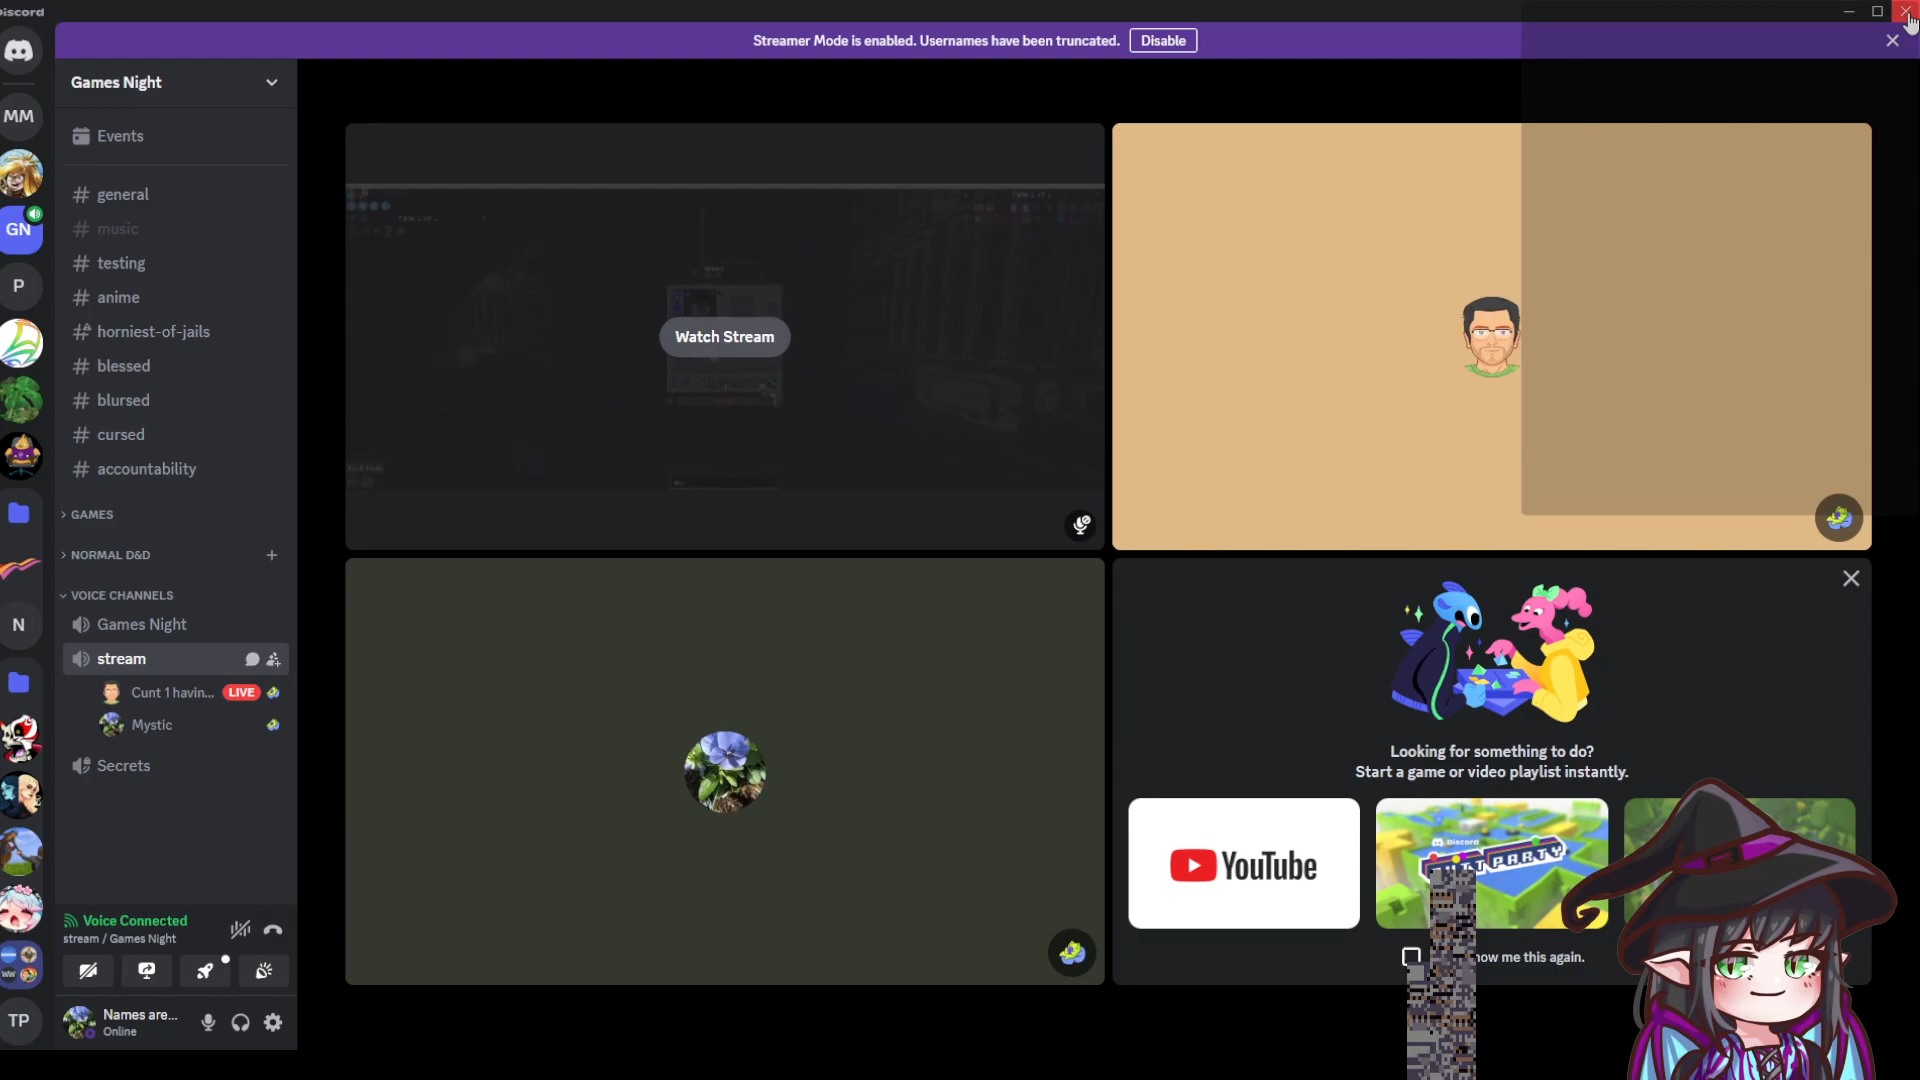 Discord
Streamer Mode is enabled. Usernames have been truncated.
Disable
MM
GN
P
N
TP
Games Night
Events
general
music
testing
anime
horniest-of-jails
blessed
blursed
cursed
accountability
GAMES
NORMAL D&D
VOICE CHANNELS
Games Night
stream
Cunt 1 havin... LIVE
Mystic
Secrets
Voice Connected
stream / Games Night
Names are...
Online
Watch Stream
Looking for something to do?
Start a game or video playlist instantly.
YouTube
Discord
PARTY
me this again.